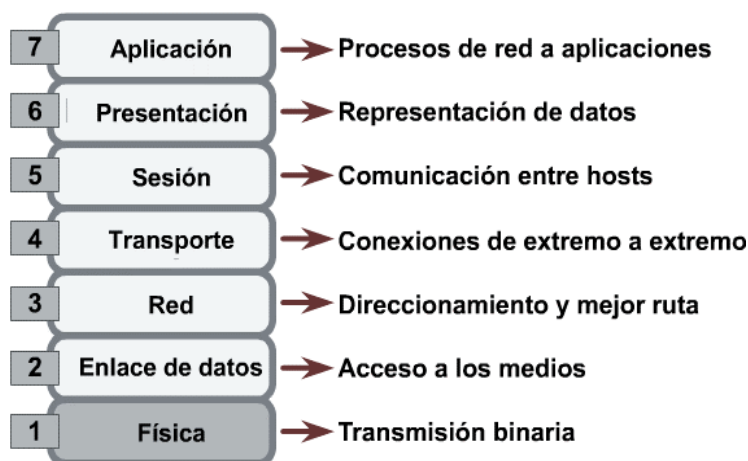 7 Aplicación Procesos de red a aplicaciones
6 Presentación Representación de datos
5 Sesión Comunicación entre hosts
4 Transporte Conexiones de extremo a extremo
3 Red Direccionamiento y mejor ruta
2 Enlace de datos Acceso a los medios
1 Física Transmisión binaria